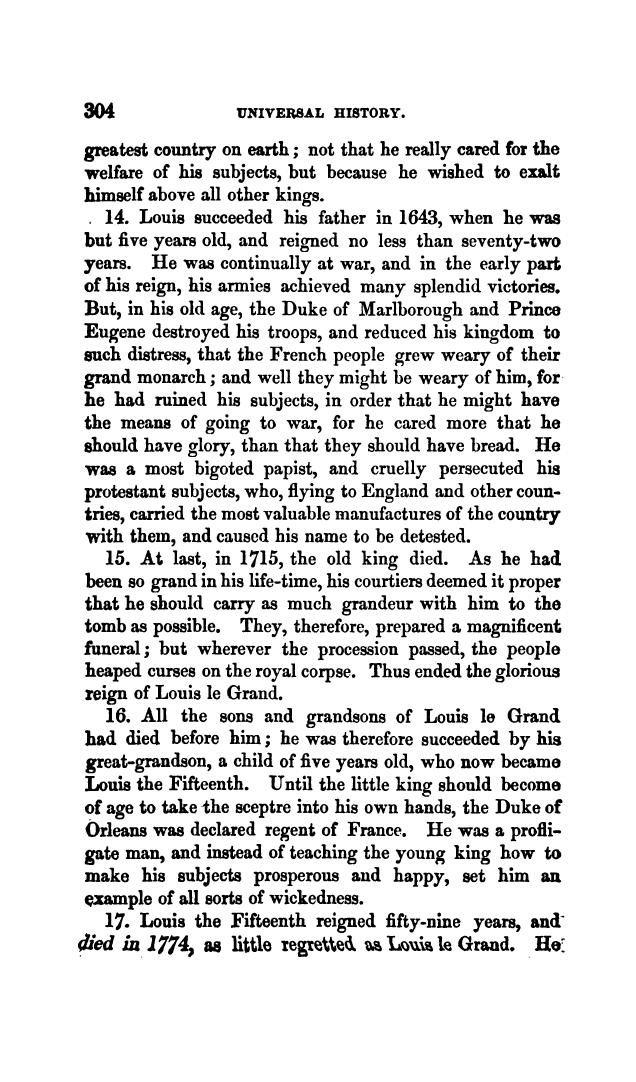 304 UNIVERSAL HISTORY.
greatest country on earth; not that he really cared for the
welfare of his subjects, but because he wished to exalt
himself above all other kings.
14. Louis succeeded his father in 1643, when he was
but five years old, and reigned no less than seventy-two
years. He was continually at war, and in the early part
of his reign, his armies achieved many splendid victories.
But, in his old age, the Duke of Marlborough and Prince
Eugene destroyed his troops, and reduced his kingdom to
such distress, that the French people grew weary of their
grand monarch; and well they might be weary of him, for
he had ruined his subjects, in order that he might have
the means of going to war, for he cared more that he
should have glory, than that they should have bread. He
was a most bigoted papist, and cruelly persecuted his
protestant subjects, who, flying to England and other coun-
tries, carried the most valuable manufactures of the country
with them, and caused his name to be detested.
15. At last, in 1715, the old king died. As he had
been so grand in his life-time, his courtiers deemed it proper
that he should carry as much grandeur with him to the
tomb as possible. They, therefore, prepared a magnificent
funeral; but wherever the procession passed, the people
heaped curses on the royal corpse. Thus ended the glorious
reign of Louis le Grand.
16. All the sons and grandsons of Louis le Grand
had died before him; he was therefore succeeded by his
great-grandson, a child of five years old, who now became
Louis the Fifteenth. Until the little king should become
of age to take the sceptre into his own hands, the Duke of
Orleans was declared regent of France. He was a profli-
gate man, and instead of teaching the young king how to
make his subjects prosperous and happy, set him an
example of all sorts of wickedness.
17. Louis the Fifteenth reigned fifty-nine years, and
died in 1774, as little regretted as Louis le Grand. He